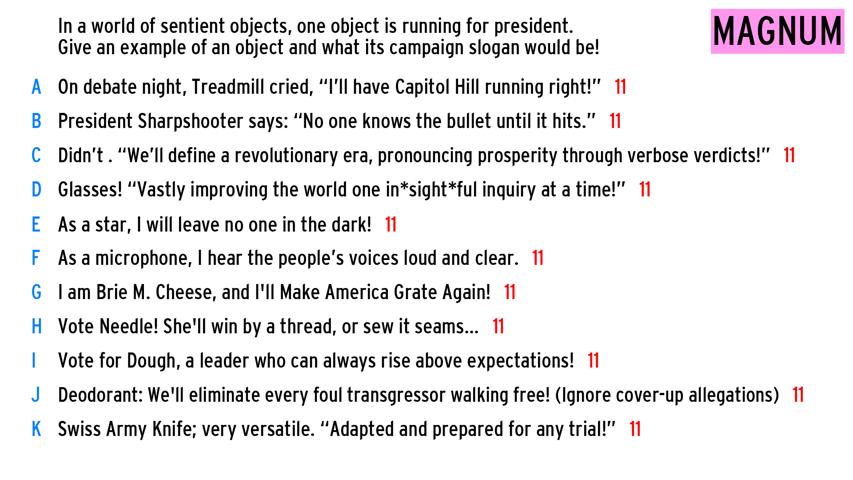 In a world of sentient objects, one object is running for president.
Give an example of an object and what its campaign slogan would be!
MAGNUM
A On debate night, Treadmill cried, “I’ll have Capitol Hill running right!” 11
B President Sharpshooter says: “No one knows the bullet until it hits.” 11
C Didn’t . “We’ll define a revolutionary era, pronouncing prosperity through verbose verdicts!” 11
D Glasses! “Vastly improving the world one in*sight*ful inquiry at a time!” 11
E As a star, I will leave no one in the dark! 11
F As a microphone, I hear the people’s voices loud and clear. 11
G I am Brie M. Cheese, and I'll Make America Grate Again! 11
H Vote Needle! She'll win by a thread, or sew it seams... 11
I Vote for Dough, a leader who can always rise above expectations! 11
J Deodorant: We'll eliminate every foul transgressor walking free! (Ignore cover-up allegations) 11
K Swiss Army Knife; very versatile. “Adapted and prepared for any trial!” 11